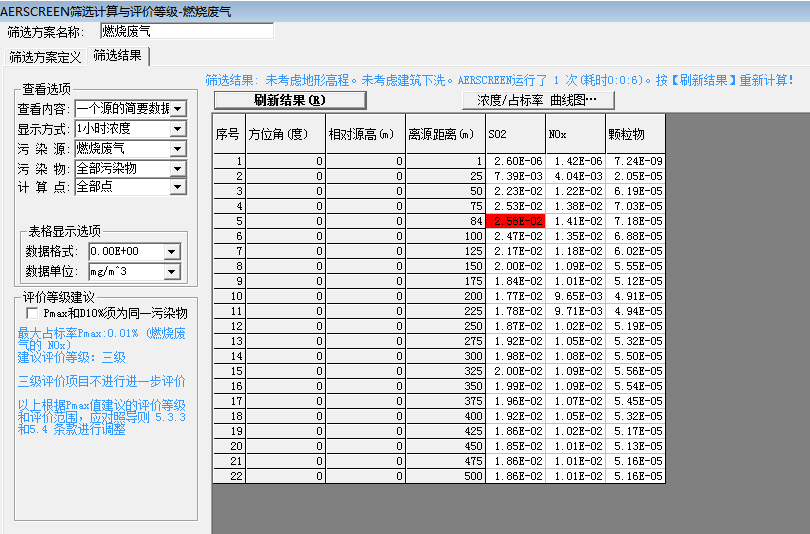 AERSCREEN筛选计算与评价等级-燃烧废气
筛选方案名称: 燃烧废气
筛选方案定义 筛选结果
筛选结果: 未考虑地形高程。未考虑建筑下洗。AERSCREEN运行了 1 次(耗时0:0:6)。按【刷新结果】重新计算!
刷新结果(R) 浓度/占标率 曲线图…
查看选项
查看内容: 一个源的简要数据
显示方式: 1小时浓度
污 染 源: 燃烧废气
污 染 物: 全部污染物
计 算 点: 全部点
表格显示选项
数据格式: 0.00E+00
数据单位: mg/m^3
评价等级建议
Pmax和D10%须为同一污染物
最大占标率Pmax:0.01% (燃烧废
气的 NOx)
建议评价等级: 三级
三级评价项目不进行进一步评价
以上根据Pmax值建议的评价等级
和评价范围,应对照导则 5.3.3
和5.4 条款进行调整
序号 方位角(度) 相对源高(m) 离源距离(m) SO2 NOx 颗粒物
1 0 0 1 2.60E-06 1.42E-06 7.24E-09
2 0 0 25 7.39E-03 4.04E-03 2.05E-05
3 0 0 50 2.23E-02 1.22E-02 6.19E-05
4 0 0 75 2.53E-02 1.38E-02 7.03E-05
5 0 0 84 2.58E-02 1.41E-02 7.18E-05
6 0 0 100 2.47E-02 1.35E-02 6.88E-05
7 0 0 125 2.17E-02 1.18E-02 6.02E-05
8 0 0 150 2.00E-02 1.09E-02 5.55E-05
9 0 0 175 1.84E-02 1.01E-02 5.12E-05
10 0 0 200 1.77E-02 9.65E-03 4.91E-05
11 0 0 225 1.78E-02 9.71E-03 4.94E-05
12 0 0 250 1.87E-02 1.02E-02 5.19E-05
13 0 0 275 1.92E-02 1.05E-02 5.32E-05
14 0 0 300 1.98E-02 1.08E-02 5.50E-05
15 0 0 325 2.00E-02 1.09E-02 5.56E-05
16 0 0 350 1.99E-02 1.09E-02 5.54E-05
17 0 0 375 1.96E-02 1.07E-02 5.45E-05
18 0 0 400 1.92E-02 1.05E-02 5.32E-05
19 0 0 425 1.86E-02 1.02E-02 5.17E-05
20 0 0 450 1.85E-02 1.01E-02 5.13E-05
21 0 0 475 1.86E-02 1.01E-02 5.16E-05
22 0 0 500 1.86E-02 1.01E-02 5.16E-05